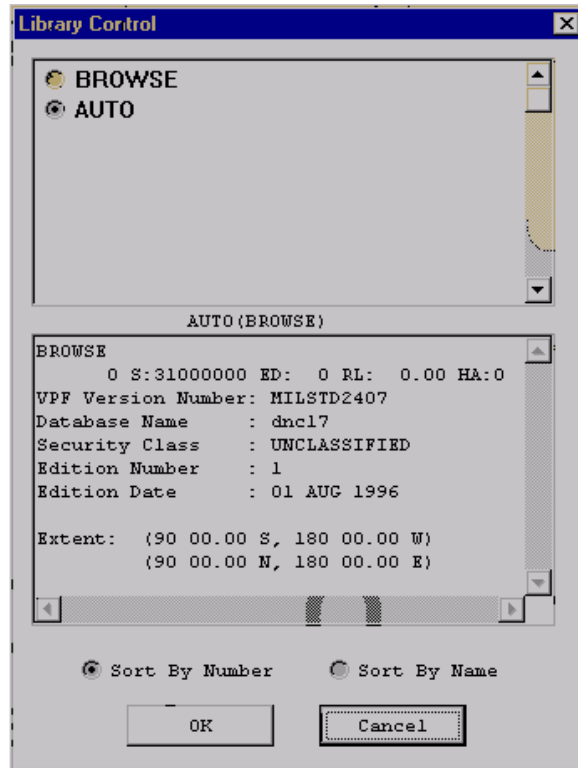 Library Control
BROWSE
AUTO
AUTO(BROWSE)
BROWSE
0 S:31000000 ED: 0 RL: 0.00 HA:0
VPF Version Number: MILSTD2407
Database Name : dnc17
Security Class : UNCLASSIFIED
Edition Number : 1
Edition Date : 01 AUG 1996
Extent: (90 00.00 S, 180 00.00 W)
(90 00.00 N, 180 00.00 E)
Sort By Number Sort By Name
OK Cancel